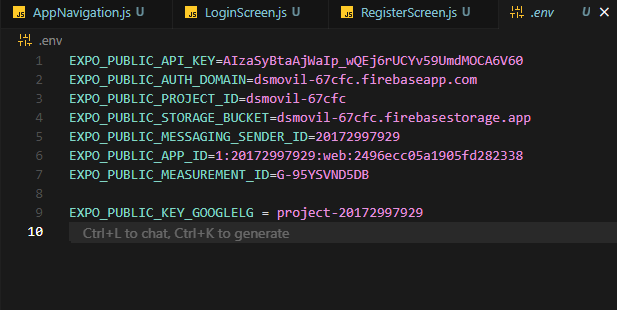 AppNavigation.js U LoginScreen.js U RegisterScreen.js U .env U
.env
1 EXPO_PUBLIC_API_KEY=AIzaSyBtaAjWaIp_wQEj6rUCYv59UmdMOCA6V60
2 EXPO_PUBLIC_AUTH_DOMAIN=dsmovil-67cfc.firebaseapp.com
3 EXPO_PUBLIC_PROJECT_ID=dsmovil-67cfc
4 EXPO_PUBLIC_STORAGE_BUCKET=dsmovil-67cfc.firebasestorage.app
5 EXPO_PUBLIC_MESSAGING_SENDER_ID=20172997929
6 EXPO_PUBLIC_APP_ID=1:20172997929:web:2496ecc05a1905fd282338
7 EXPO_PUBLIC_MEASUREMENT_ID=G-95YSVND5DB
8
9 EXPO_PUBLIC_KEY_GOOGLELG = project-20172997929
10 Ctrl+L to chat, Ctrl+K to generate